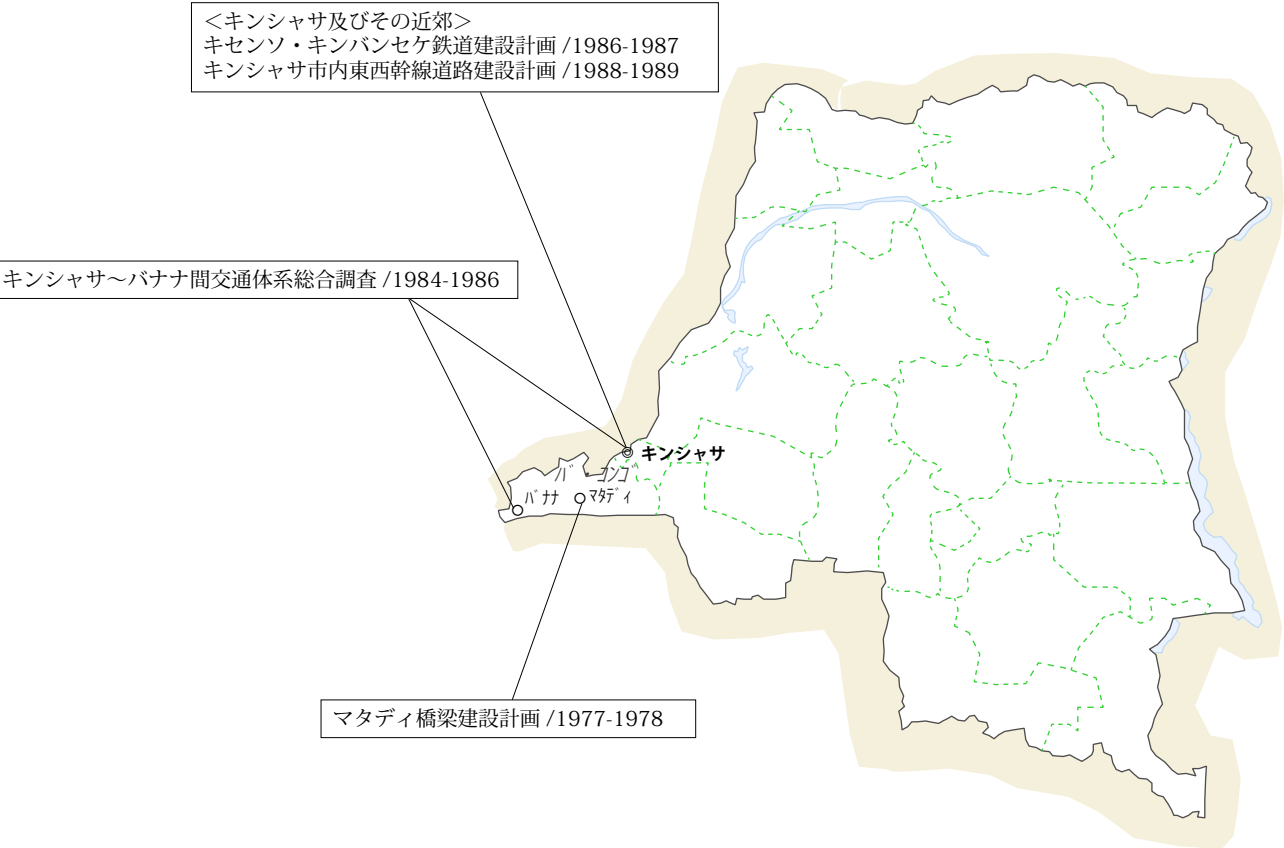 ＜キンシャサ及びその近郊＞
キセンソ・キンバンセケ鉄道建設計画 /1986-1987
キンシャサ市内東西幹線道路建設計画 /1988-1989
キンシャサ～バナナ間交通体系総合調査 /1984-1986
キンシャサ
バ・コンゴ
バナナ
マタディ
マタディ橋梁建設計画 /1977-1978